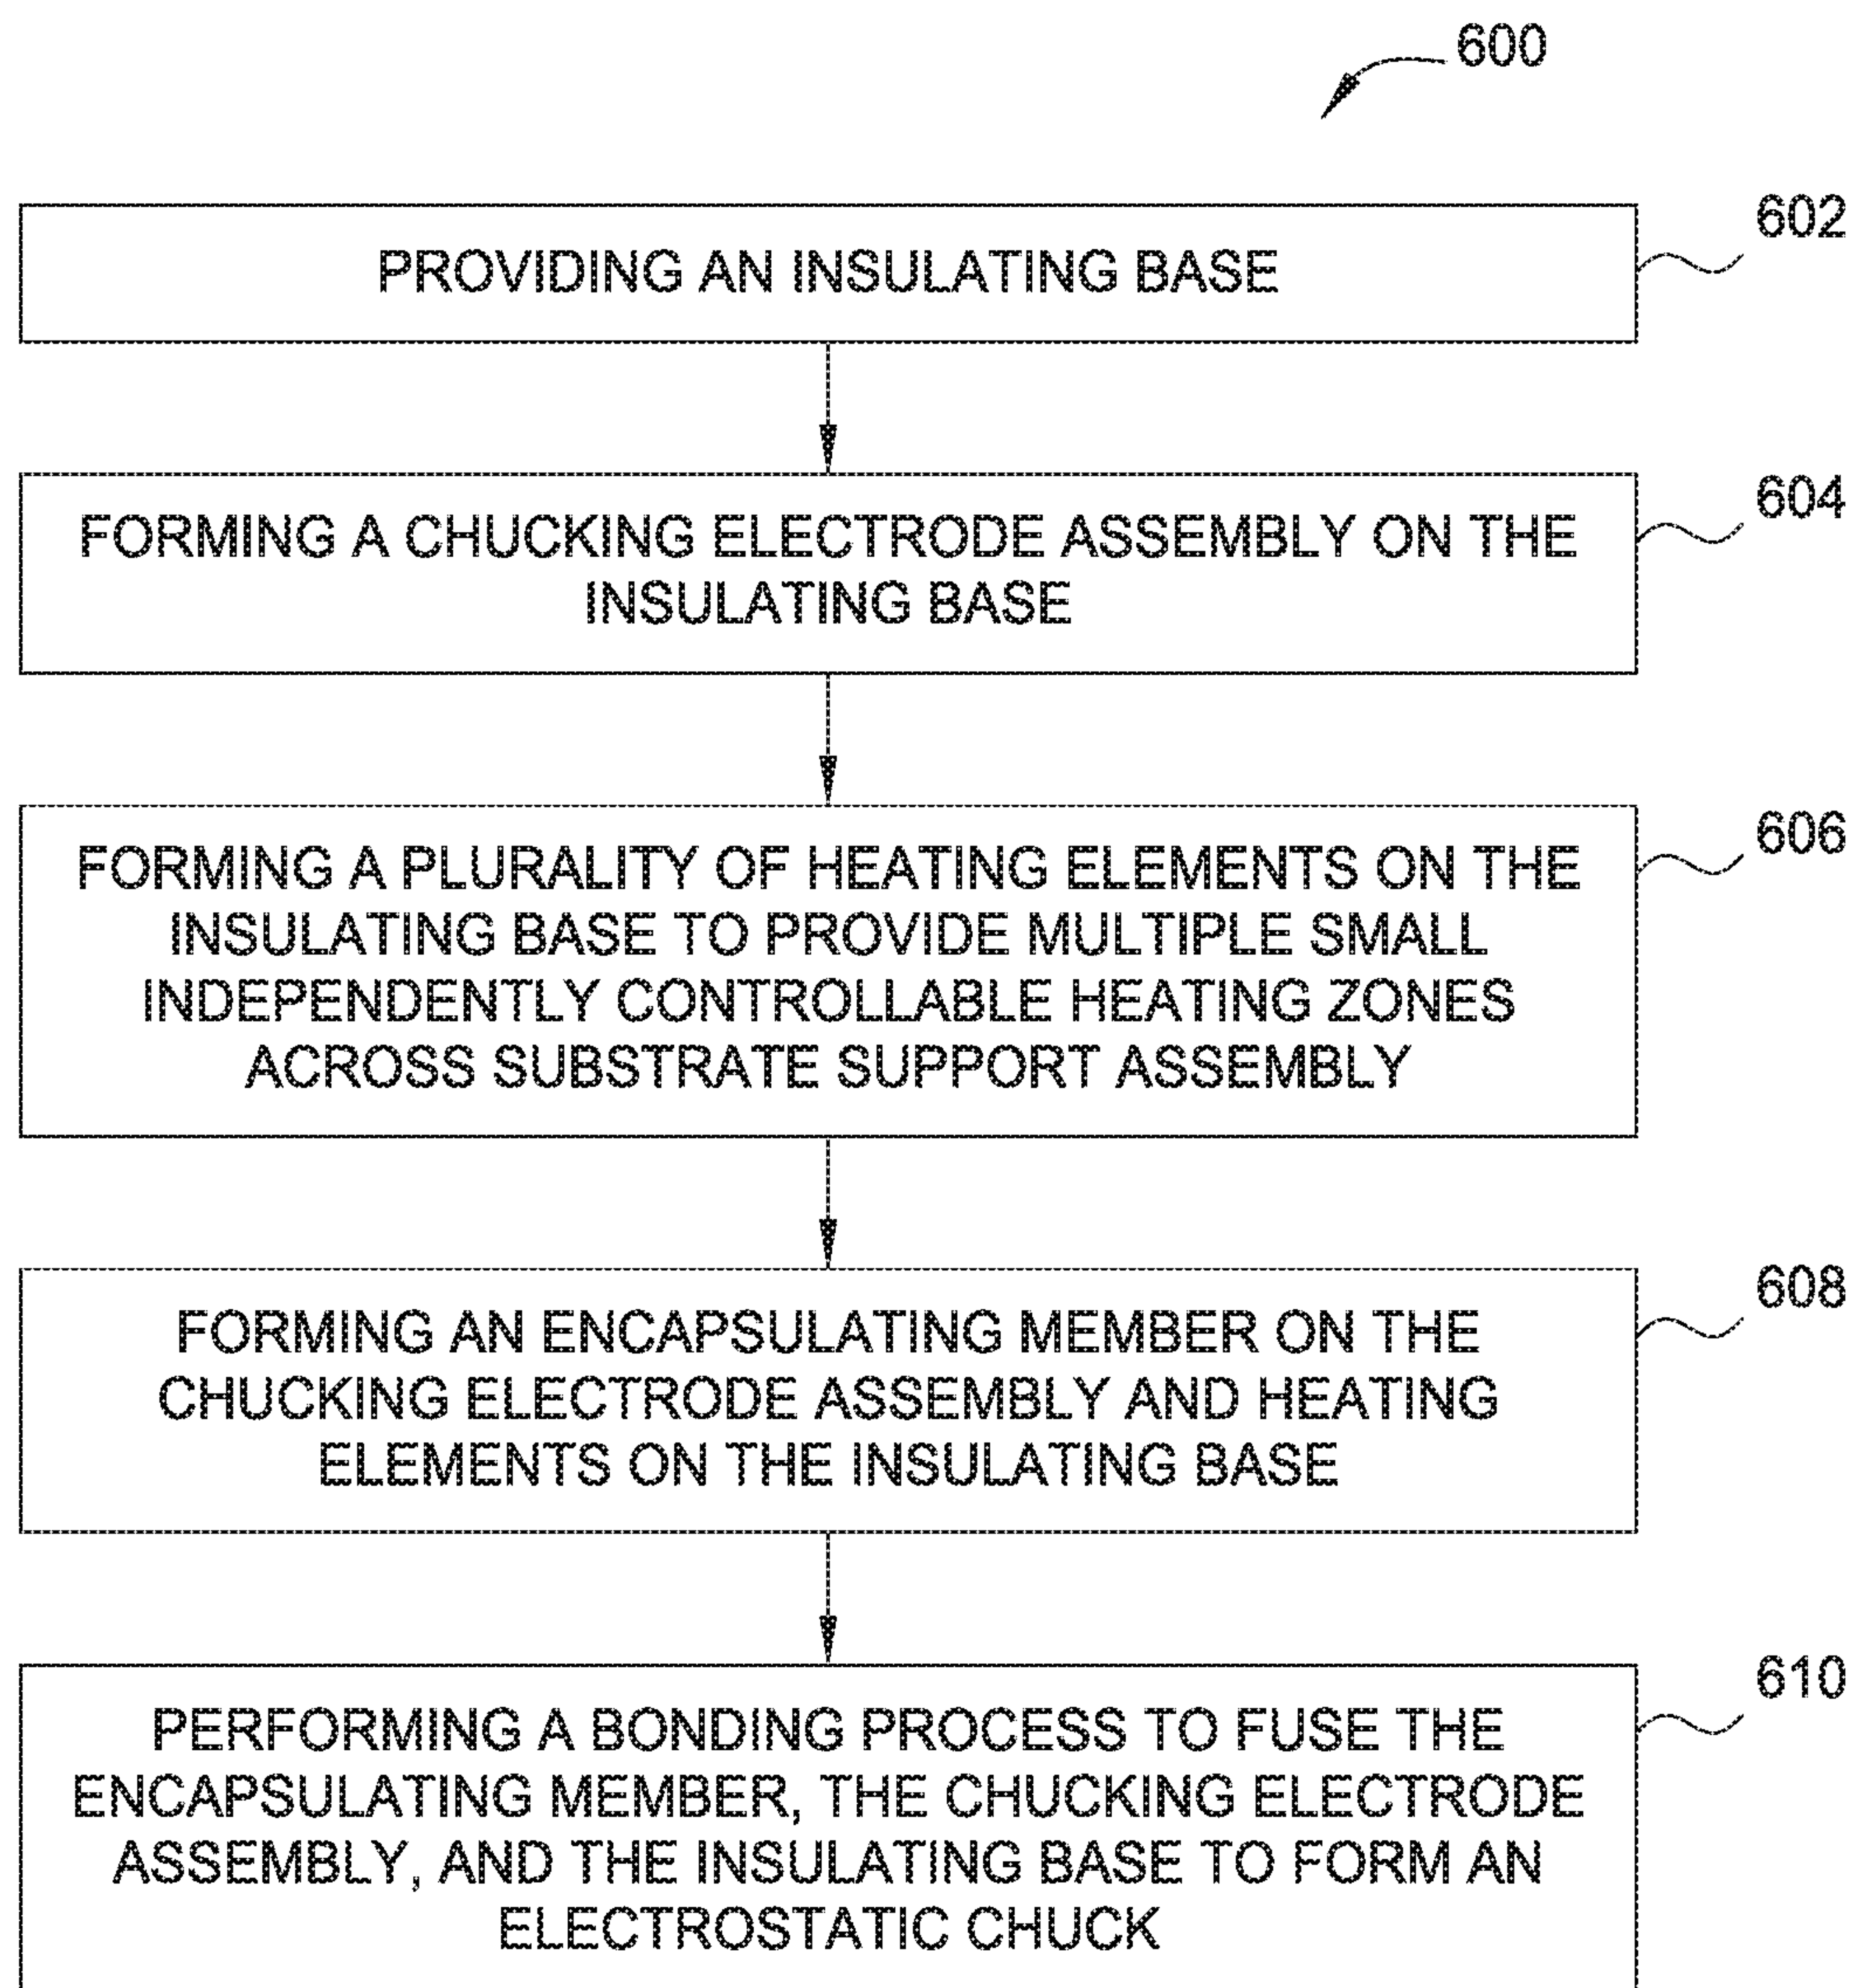 600
602
PROVIDING AN INSULATING BASE
604
FORMING A CHUCKING ELECTRODE ASSEMBLY ON THE
INSULATING BASE
606
FORMING A PLURALITY OF HEATING ELEMENTS ON THE
INSULATING BASE TO PROVIDE MULTIPLE SMALL
INDEPENDENTLY CONTROLLABLE HEATING ZONES
ACROSS SUBSTRATE SUPPORT ASSEMBLY
608
FORMING AN ENCAPSULATING MEMBER ON THE
CHUCKING ELECTRODE ASSEMBLY AND HEATING
ELEMENTS ON THE INSULATING BASE
610
PERFORMING A BONDING PROCESS TO FUSE THE
ENCAPSULATING MEMBER, THE CHUCKING ELECTRODE
ASSEMBLY, AND THE INSULATING BASE TO FORM AN
ELECTROSTATIC CHUCK